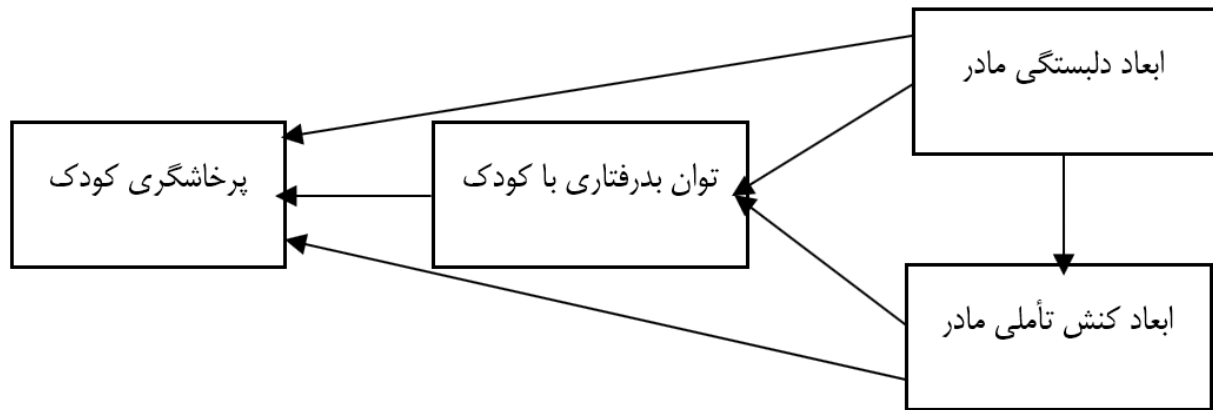 ابعاد دلبستگی مادر
توان بدرفتاری با کودک
پرخاشگری کودک
ابعاد کنش تأملی مادر